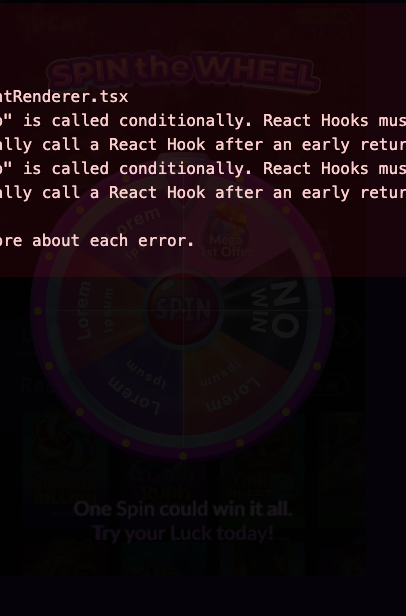 SPIN the WHEEL
ntRenderer.tsx
o" is called conditionally. React Hooks mus
ally call a React Hook after an early retur
o" is called conditionally. React Hooks mus
ally call a React Hook after an early retur
ore about each error.
Lorem
Ipsum
Mega
1st Offer
Lorem
Ipsum
SPIN
NO
WIN
Lorem
Ipsum
Lorem
Ipsum
One Spin could win it all.
Try your Luck today!